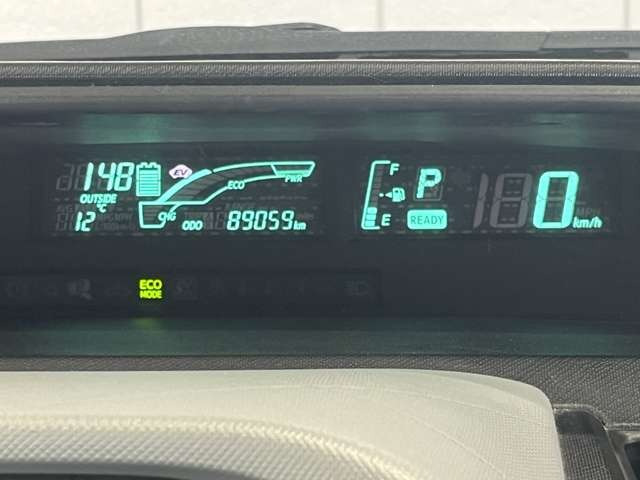 148 EV
OUTSIDE
°C
12
ECO
PWR
CHG
ODO 89059 km
F
E
P
READY
0 km/h
ECO
MODE